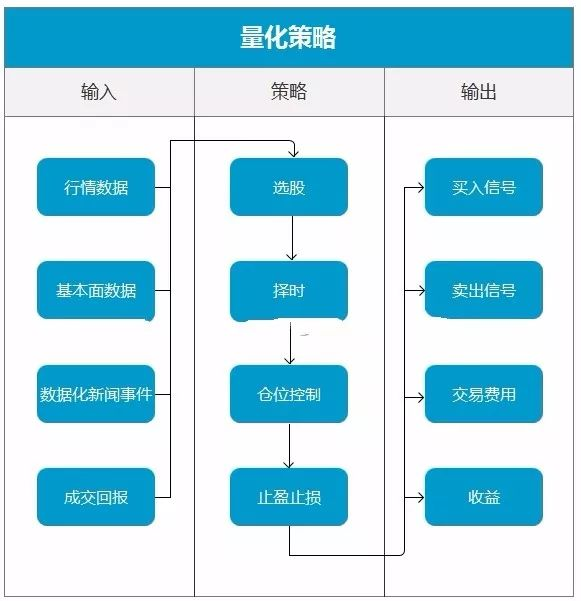 量化策略
输入
策略
输出
行情数据
选股
买入信号
基本面数据
择时
卖出信号
数据化新闻事件
仓位控制
交易费用
成交回报
止盈止损
收益